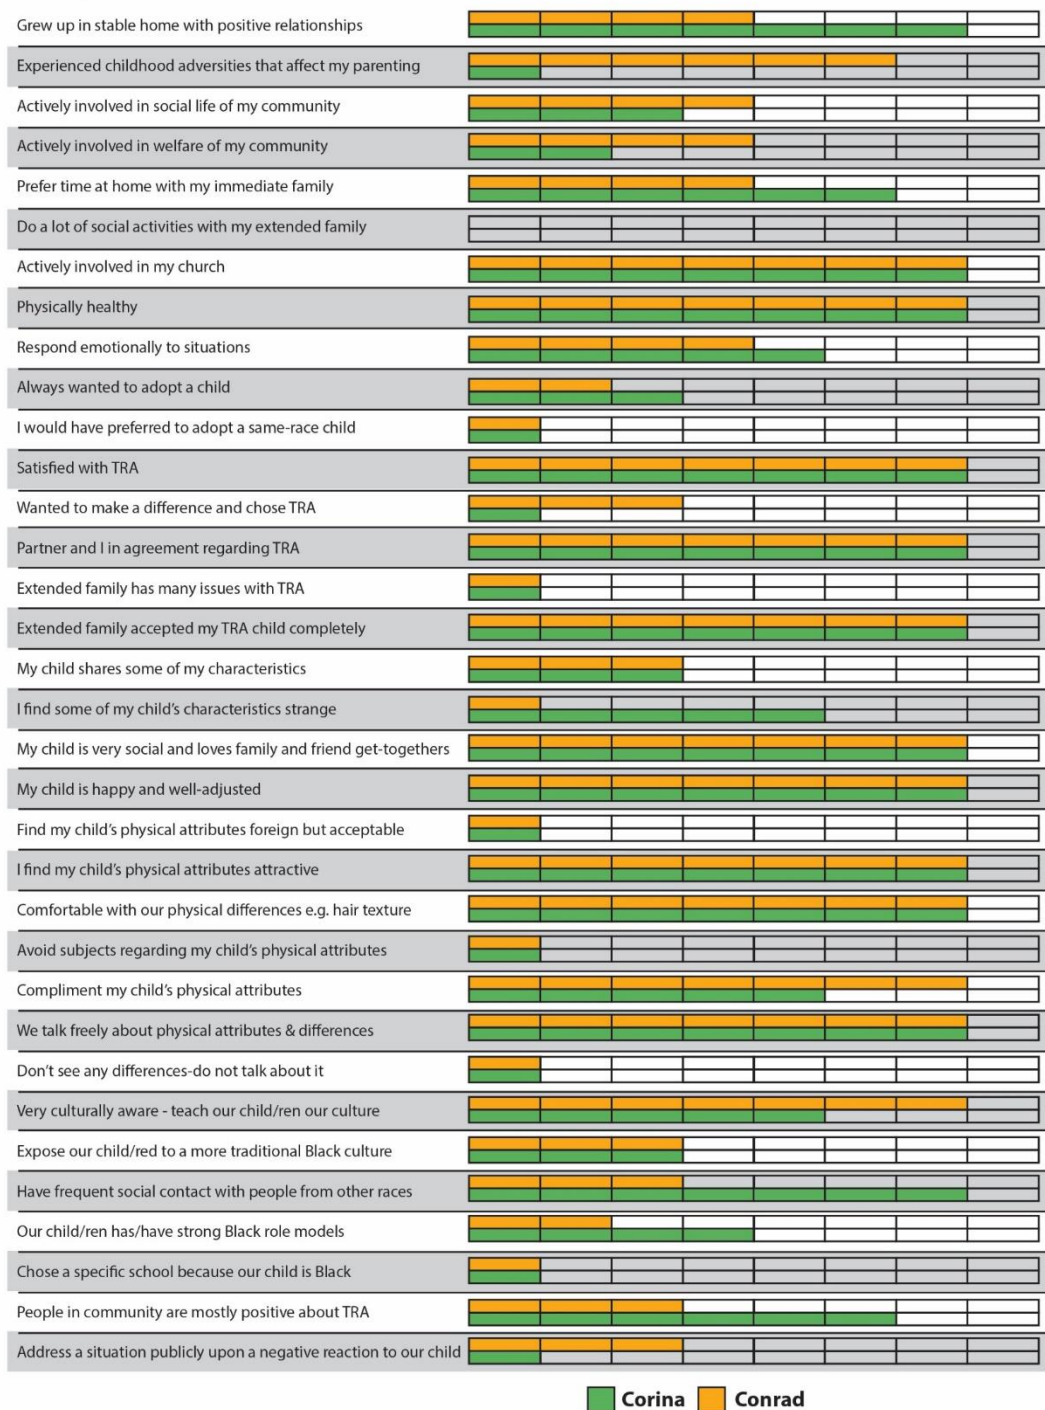 Grew up in stable home with positive relationships
Experienced childhood adversities that affect my parenting
Actively involved in social life of my community
Actively involved in welfare of my community
Prefer time at home with my immediate family
Do a lot of social activities with my extended family
Actively involved in my church
Physically healthy
Respond emotionally to situations
Always wanted to adopt a child
I would have preferred to adopt a same-race child
Satisfied with TRA
Wanted to make a difference and chose TRA
Partner and I in agreement regarding TRA
Extended family has many issues with TRA
Extended family accepted my TRA child completely
My child shares some of my characteristics
I find some of my child's characteristics strange
My child is very social and loves family and friend get-togethers
My child is happy and well-adjusted
Find my child's physical attributes foreign but acceptable
I find my child's physical attributes attractive
Comfortable with our physical differences e.g. hair texture
Avoid subjects regarding my child's physical attributes
Compliment my child's physical attributes
We talk freely about physical attributes & differences
Don't see any differences-do not talk about it
Very culturally aware - teach our child/ren our culture
Expose our child/red to a more traditional Black culture
Have frequent social contact with people from other races
Our child/ren has/have strong Black role models
Chose a specific school because our child is Black
People in community are mostly positive about TRA
Address a situation publicly upon a negative reaction to our child
Corina Conrad